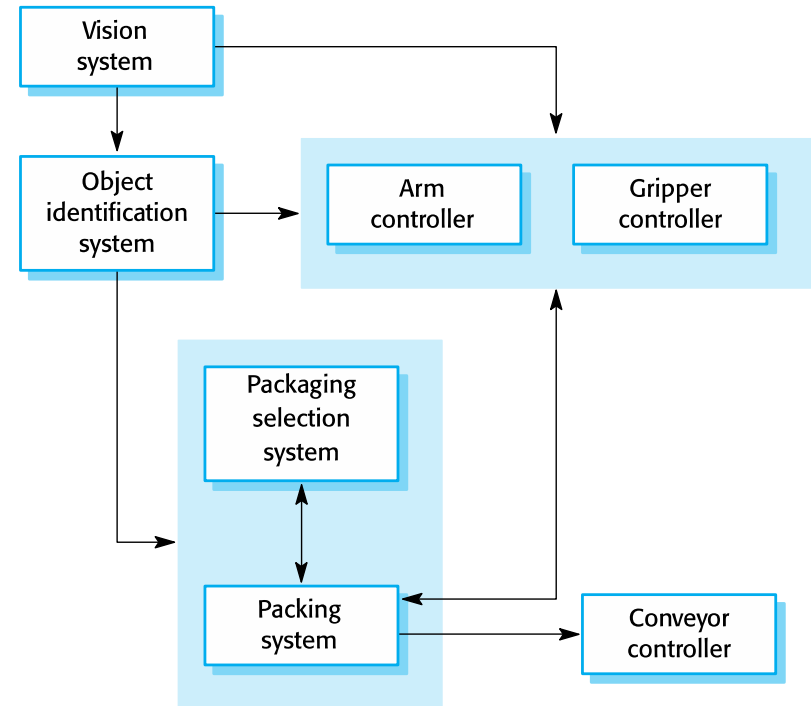 Vision
system
Object
identification
system
Arm
controller
Gripper
controller
Packaging
selection
system
Packing
system
Conveyor
controller